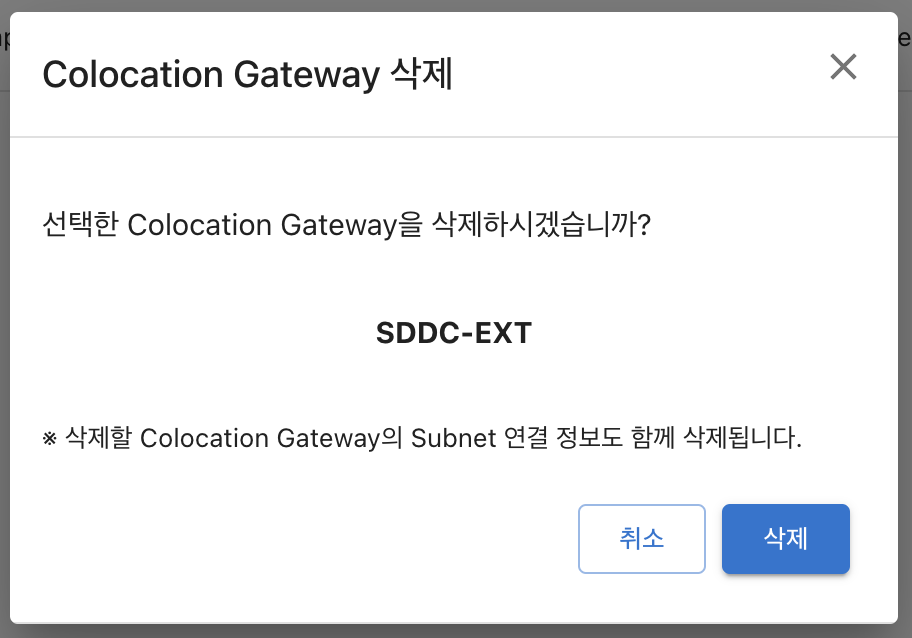 Colocation Gateway 삭제
선택한 Colocation Gateway을 삭제하시겠습니까?
SDDC-EXT
※ 삭제할 Colocation Gateway의 Subnet 연결 정보도 함께 삭제됩니다.
취소
삭제